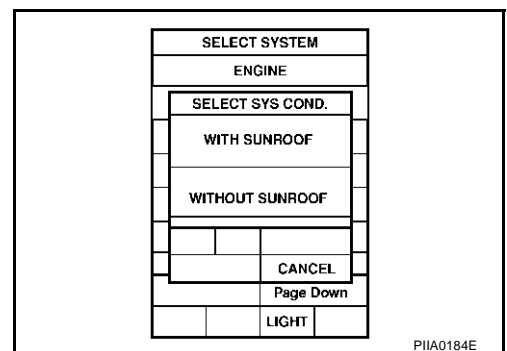 SELECT SYSTEM
ENGINE
SELECT SYS COND.
WITH SUNROOF
WITHOUT SUNROOF
CANCEL
Page Down
LIGHT
PIIA0184E